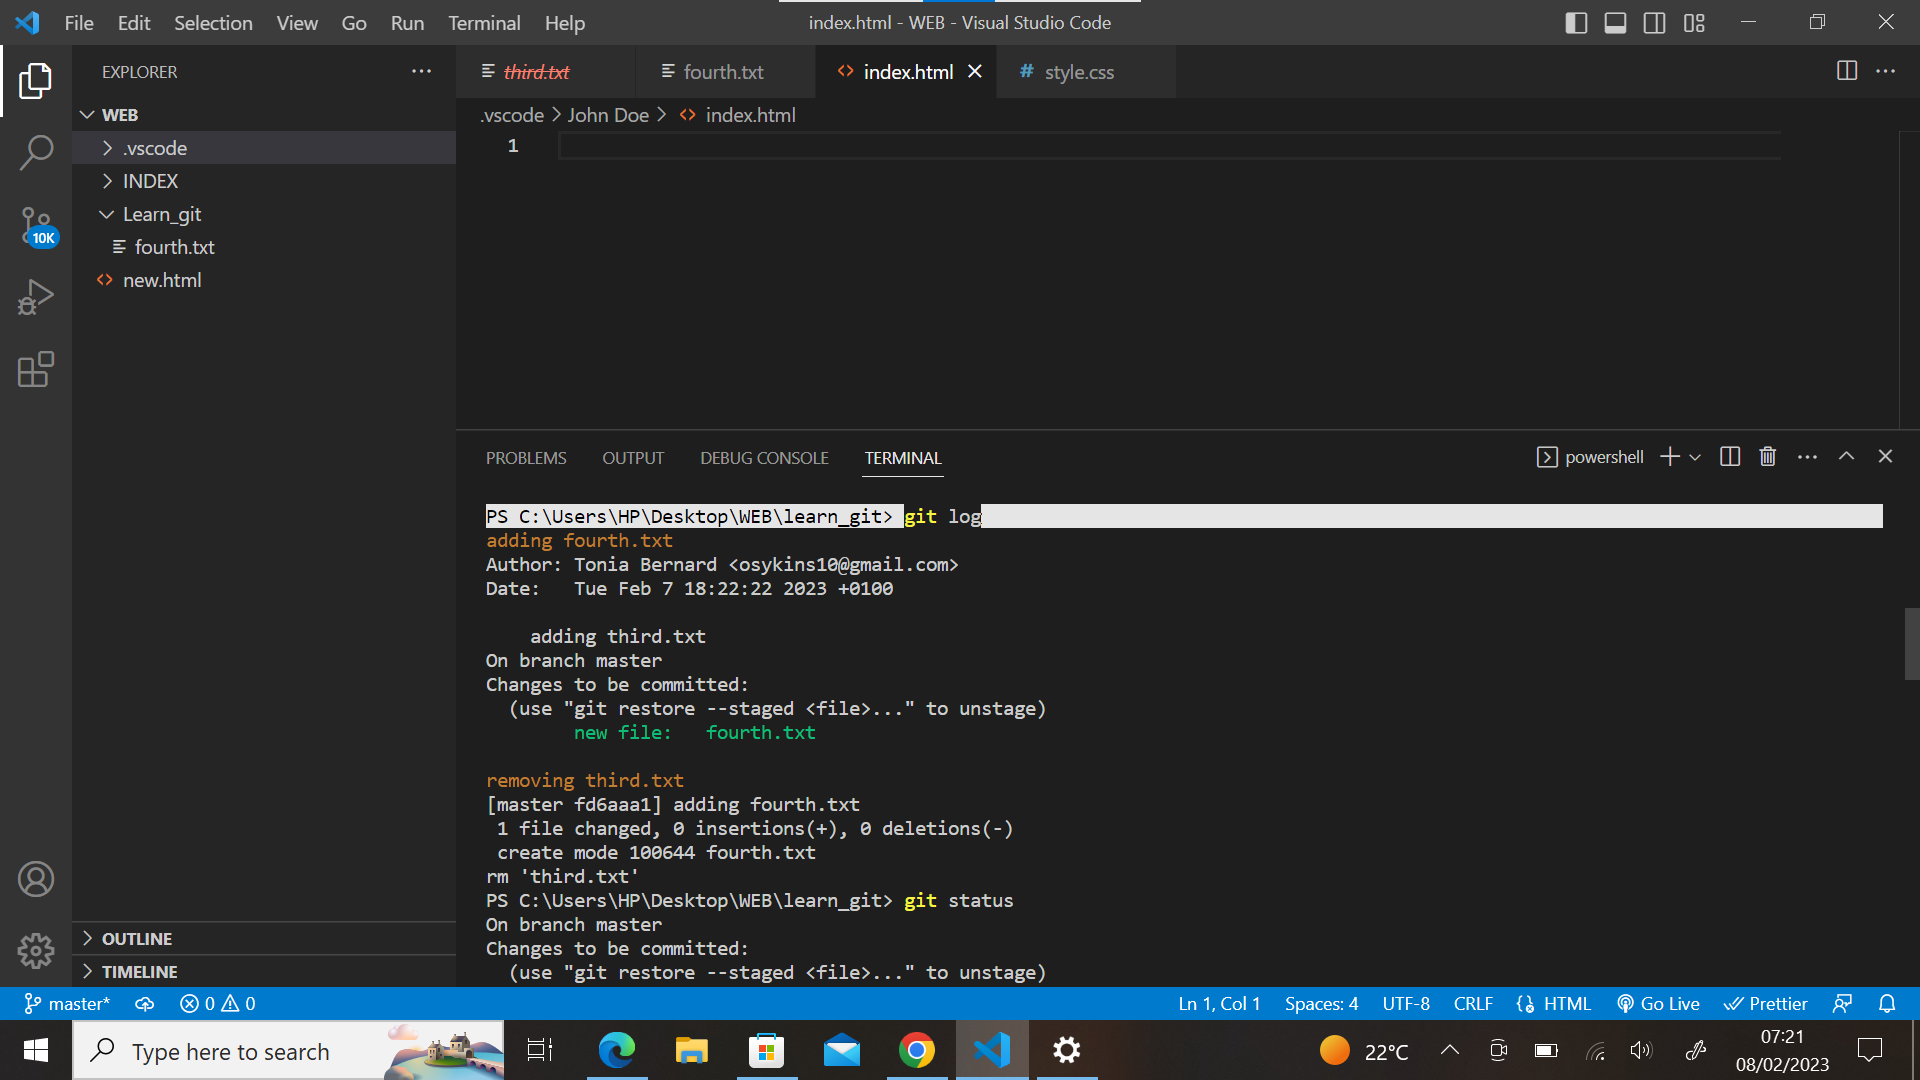 File Edit Selection View Go Run Terminal Help
index.html - WEB - Visual Studio Code
EXPLORER
third.txt
fourth.txt
index.html
# style.css
.vscode > John Doe > index.html
WEB
.vscode
INDEX
Learn_git
fourth.txt
new.html
10K
1
PROBLEMS OUTPUT DEBUG CONSOLE TERMINAL
powershell
PS C:\Users\HP\Desktop\WEB\learn_git> git log
adding fourth.txt
Author: Tonia Bernard <osykins10@gmail.com>
Date:   Tue Feb 7 18:22:22 2023 +0100
    adding third.txt
On branch master
Changes to be committed:
  (use "git restore --staged <file>..." to unstage)
        new file:   fourth.txt
removing third.txt
[master fd6aaa1] adding fourth.txt
 1 file changed, 0 insertions(+), 0 deletions(-)
 create mode 100644 fourth.txt
rm 'third.txt'
PS C:\Users\HP\Desktop\WEB\learn_git> git status
On branch master
Changes to be committed:
  (use "git restore --staged <file>..." to unstage)
OUTLINE
TIMELINE
master* 0 0
Ln 1, Col 1 Spaces: 4 UTF-8 CRLF HTML Go Live Prettier
Type here to search
22°C
07:21
08/02/2023